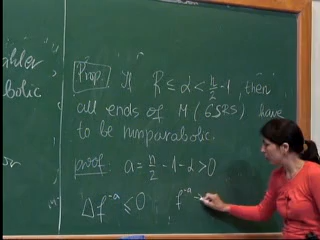 Prop: If R ≤ α < n/2 - 1, then
all ends of M (GSRS) have
to be nonparabolic.
proof: a = n/2 - 1 - α > 0
Δf^-a ≤ 0 f^-a
bolic